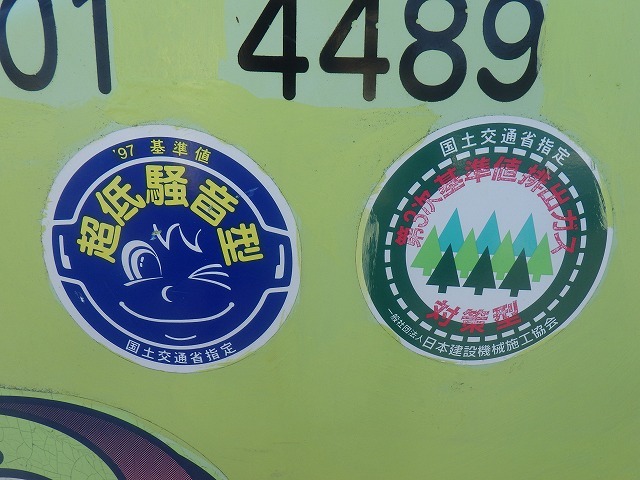 01 4489
'97 基準値
超低騒音型
国土交通省指定
国土交通省指定
第3次基準値排出ガス
対策型
一般社団法人日本建設機械施工協会